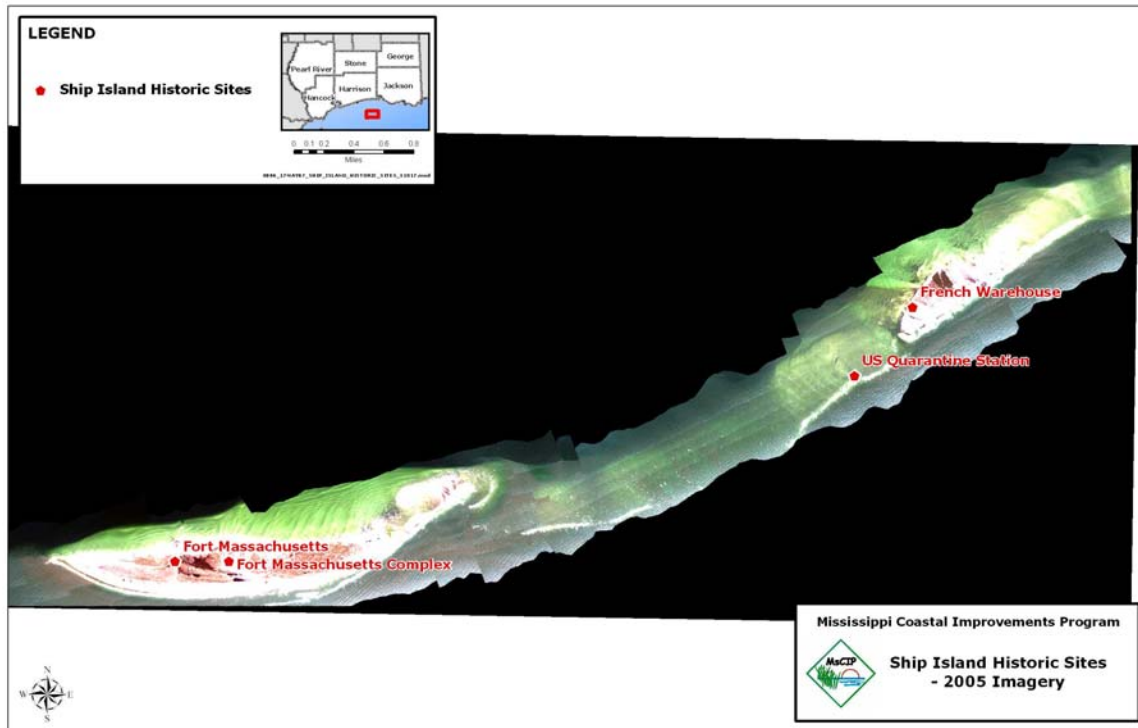 LEGEND
Ship Island Historic Sites
Pearl River
Stone
George
Hancock
Harrison
Jackson
0 0.1 0.2 0.4 0.6 0.8
Miles
French Warehouse
US Quarantine Station
Fort Massachusetts
Fort Massachusetts Complex
N
W E
S
Mississippi Coastal Improvements Program
MsCIP
Ship Island Historic Sites
- 2005 Imagery